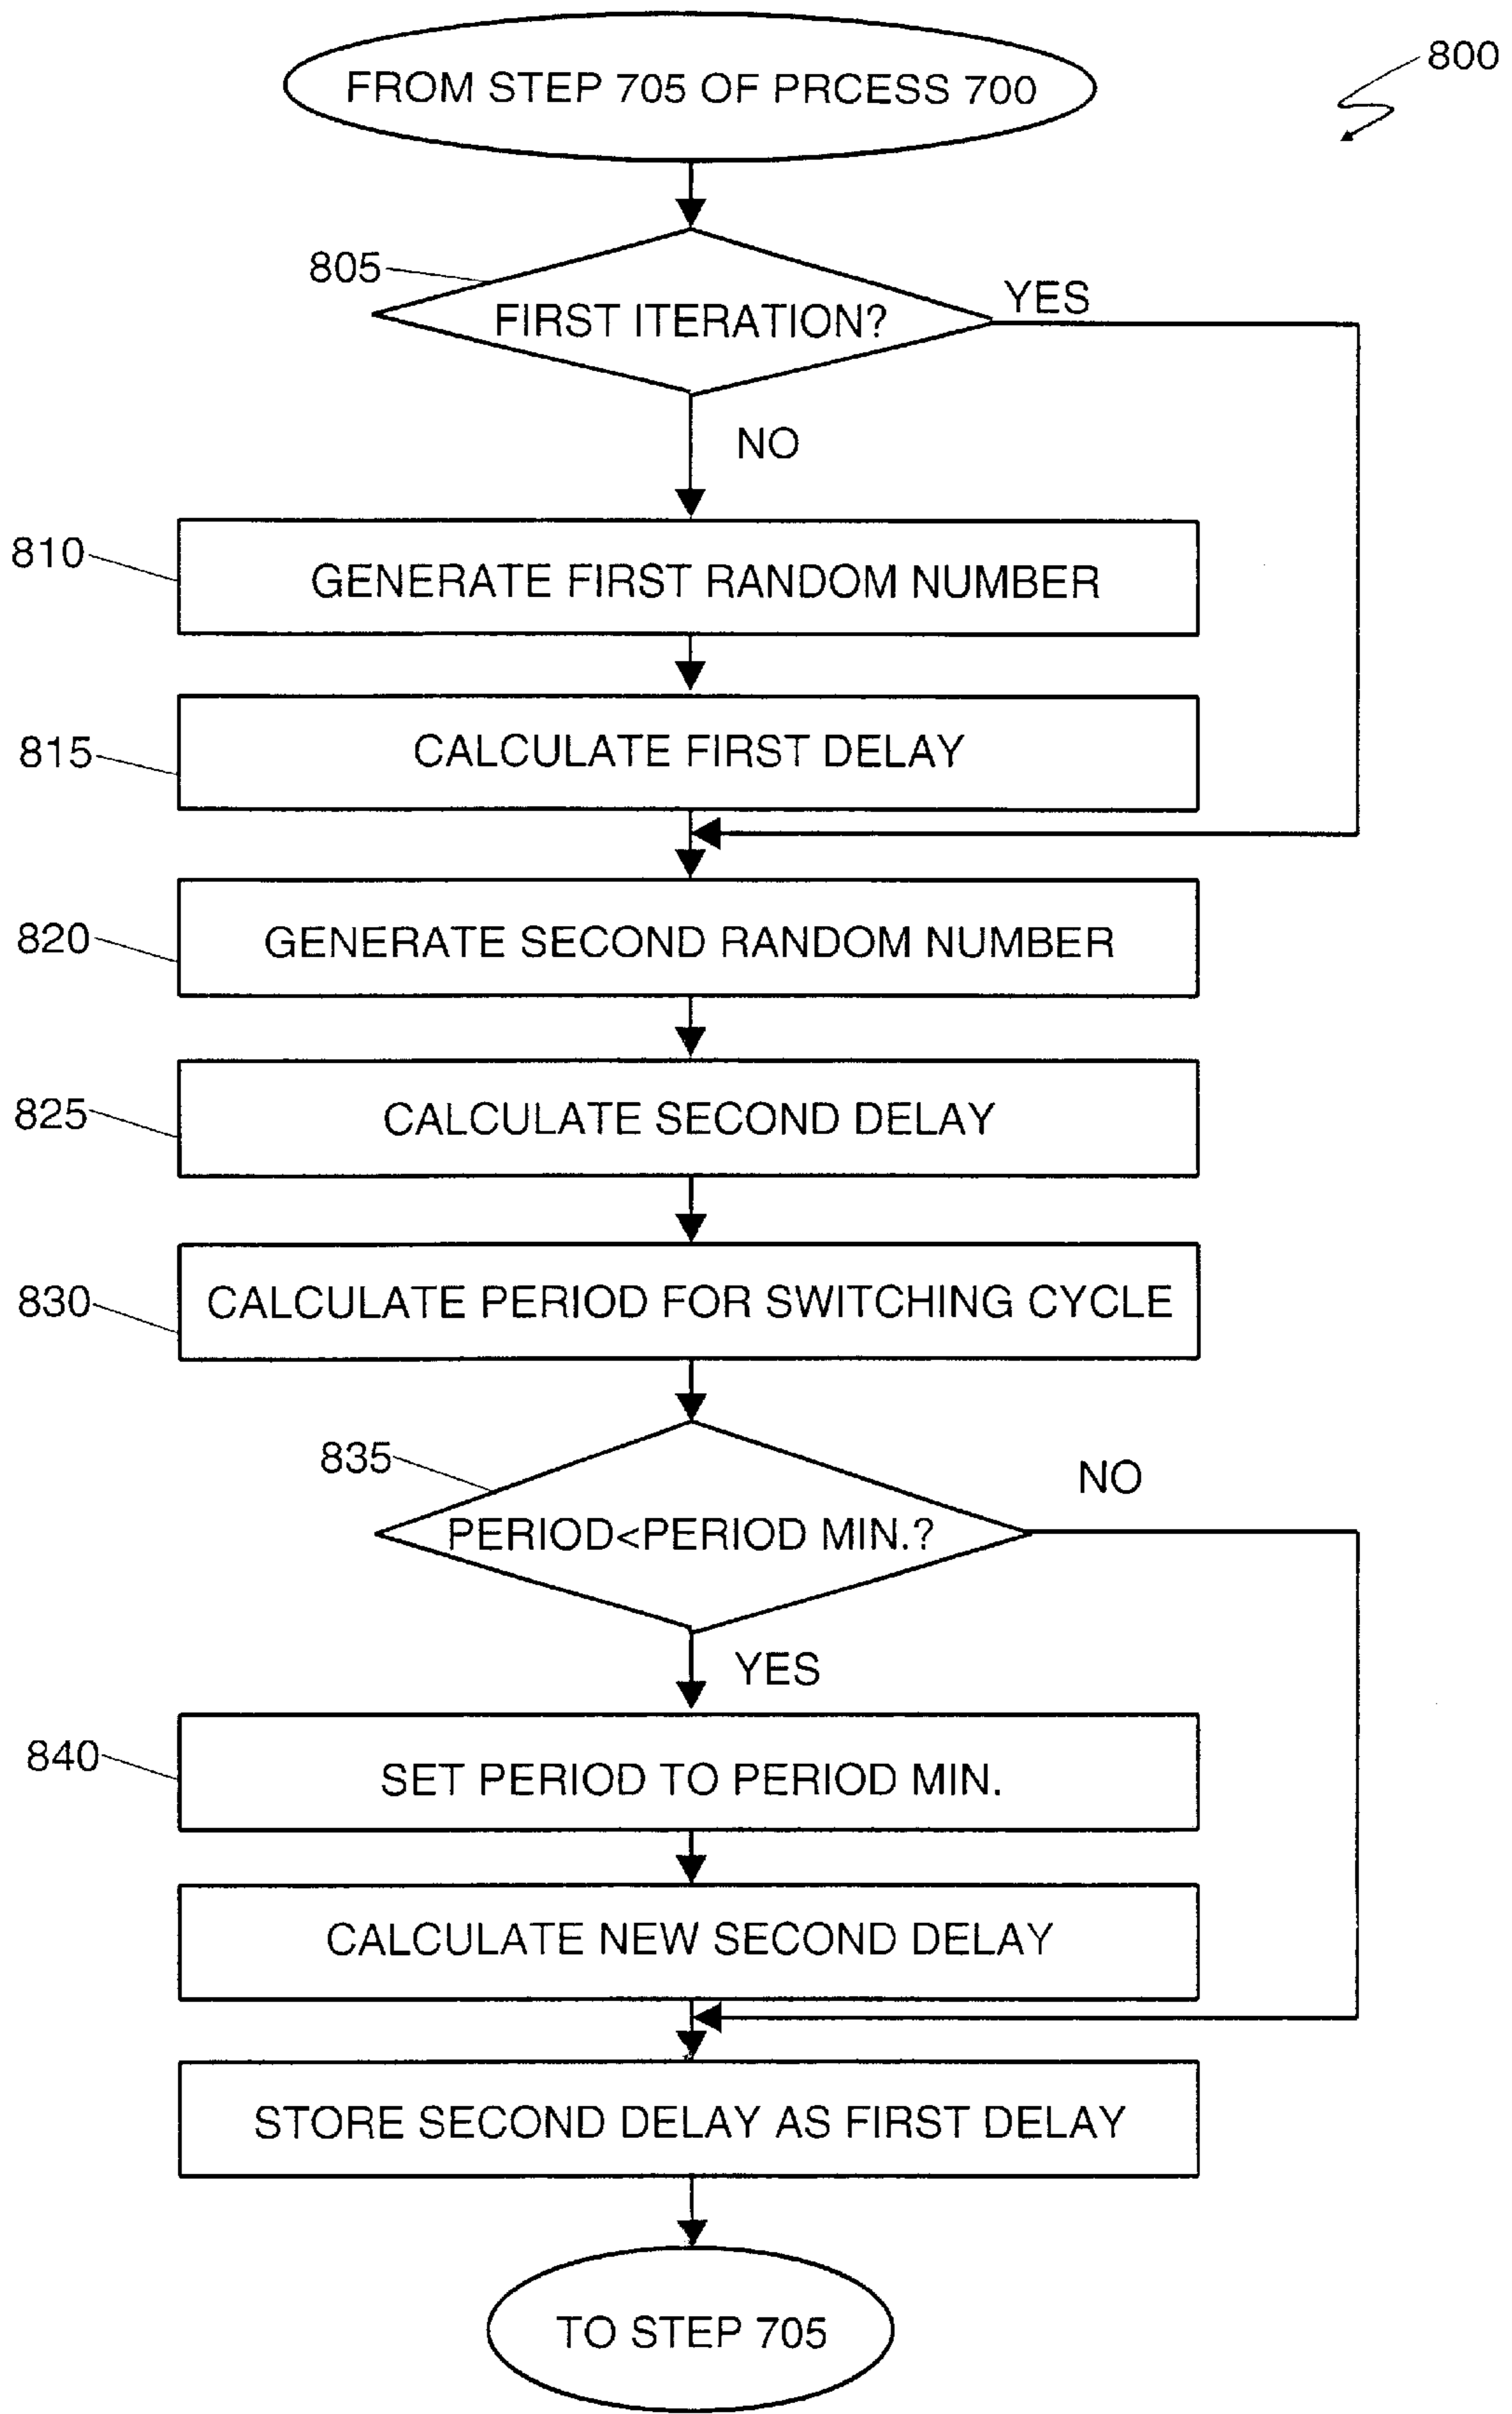 800
FROM STEP 705 OF PRCESS 700
805
FIRST ITERATION?
YES
NO
810
GENERATE FIRST RANDOM NUMBER
815
CALCULATE FIRST DELAY
820
GENERATE SECOND RANDOM NUMBER
825
CALCULATE SECOND DELAY
830
CALCULATE PERIOD FOR SWITCHING CYCLE
835
PERIOD<PERIOD MIN.?
NO
YES
840
SET PERIOD TO PERIOD MIN.
CALCULATE NEW SECOND DELAY
STORE SECOND DELAY AS FIRST DELAY
TO STEP 705